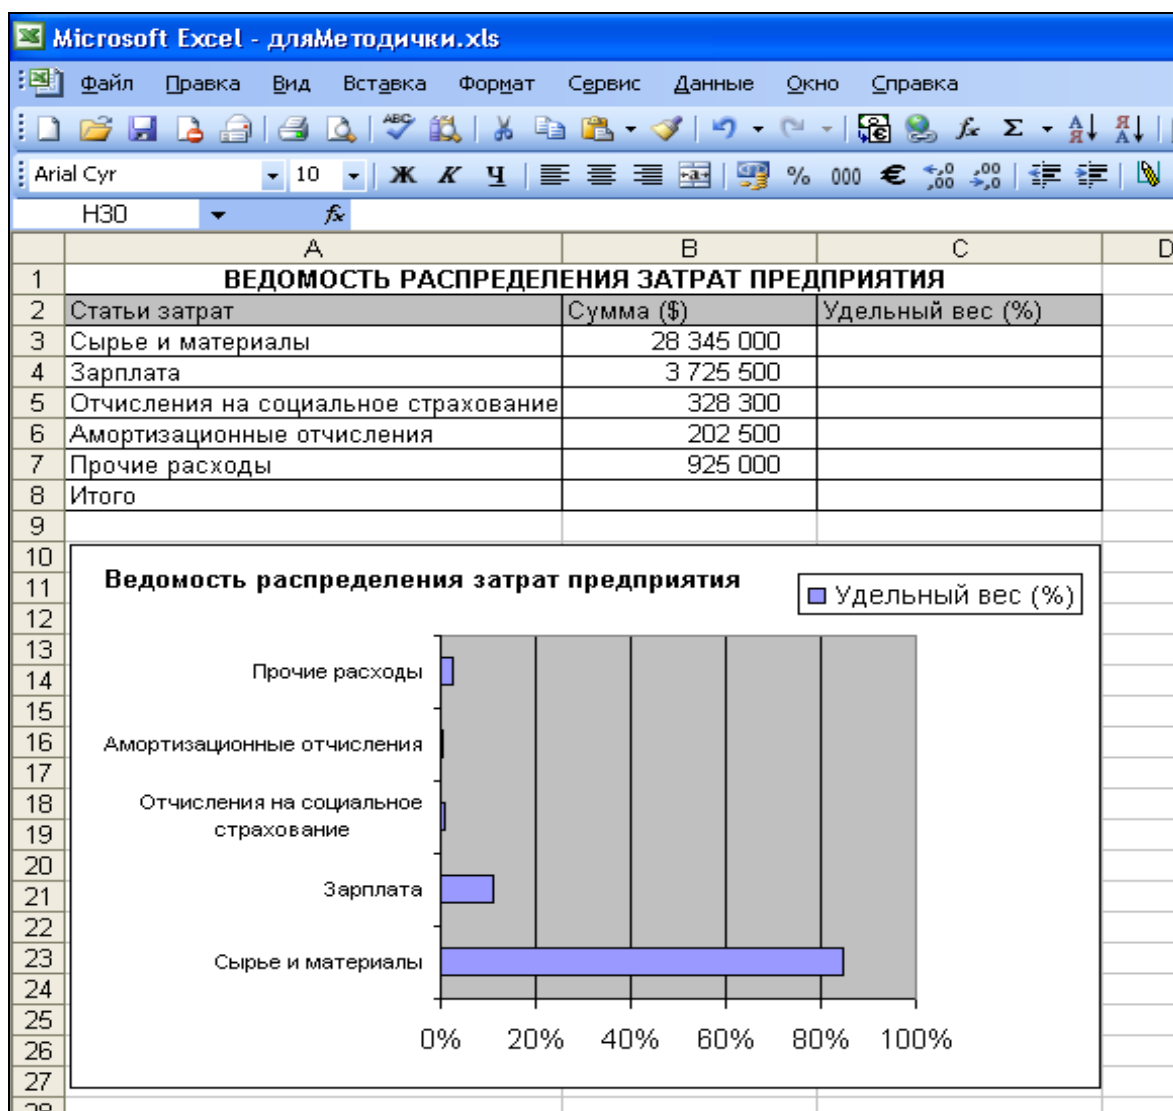 Microsoft Excel - дляМетодички.xls
Файл Правка Вид Вставка Формат Сервис Данные Окно Справка
Arial Cyr 10 Ж К Ч % 000 €
H30 fx
A B C D
1 ВЕДОМОСТЬ РАСПРЕДЕЛЕНИЯ ЗАТРАТ ПРЕДПРИЯТИЯ
2 Статьи затрат Сумма ($) Удельный вес (%)
3 Сырье и материалы 28 345 000
4 Зарплата 3 725 500
5 Отчисления на социальное страхование 328 300
6 Амортизационные отчисления 202 500
7 Прочие расходы 925 000
8 Итого
9
10
11 Ведомость распределения затрат предприятия Удельный вес (%)
12
13
14 Прочие расходы
15
16 Амортизационные отчисления
17
18 Отчисления на социальное
19 страхование
20
21 Зарплата
22
23 Сырье и материалы
24
25
26 0% 20% 40% 60% 80% 100%
27
28